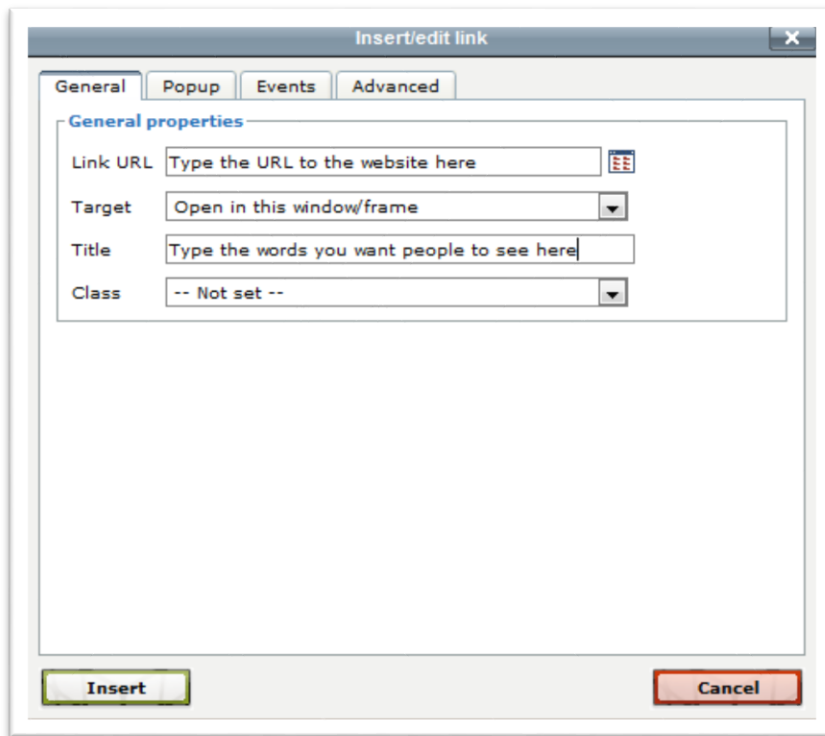 Insert/edit link
General Popup Events Advanced
General properties
Link URL Type the URL to the website here
Target Open in this window/frame
Title Type the words you want people to see here
Class -- Not set --
Insert Cancel